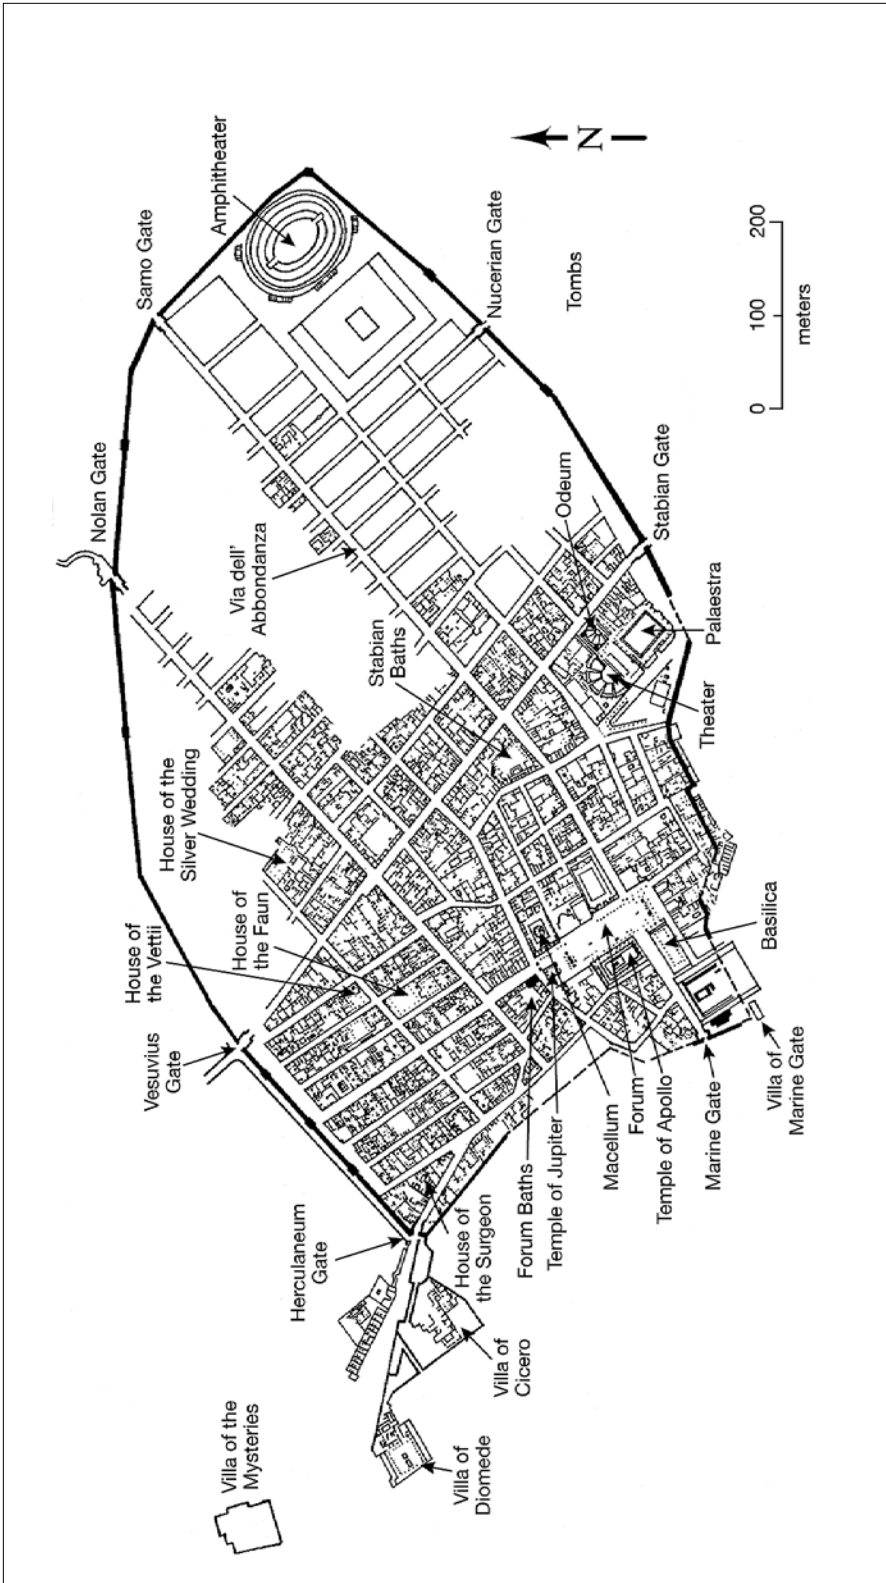 Villa of the
Mysteries
Villa of
Diomede
Villa of
Cicero
Herculaneum
Gate
House of
the Surgeon
Vesuvius
Gate
House of
the Vettii
House of
the Faun
House of the
Silver Wedding
Nolan Gate
Via dell'
Abbondanza
Stabian
Baths
Samo Gate
Amphitheater
N
Forum Baths
Temple of Jupiter
Macellum
Forum
Temple of Apollo
Marine Gate
Villa of
Marine Gate
Basilica
Theater
Palaestra
Odeum
Stabian Gate
Nucerian Gate
Tombs
0 100 200
meters